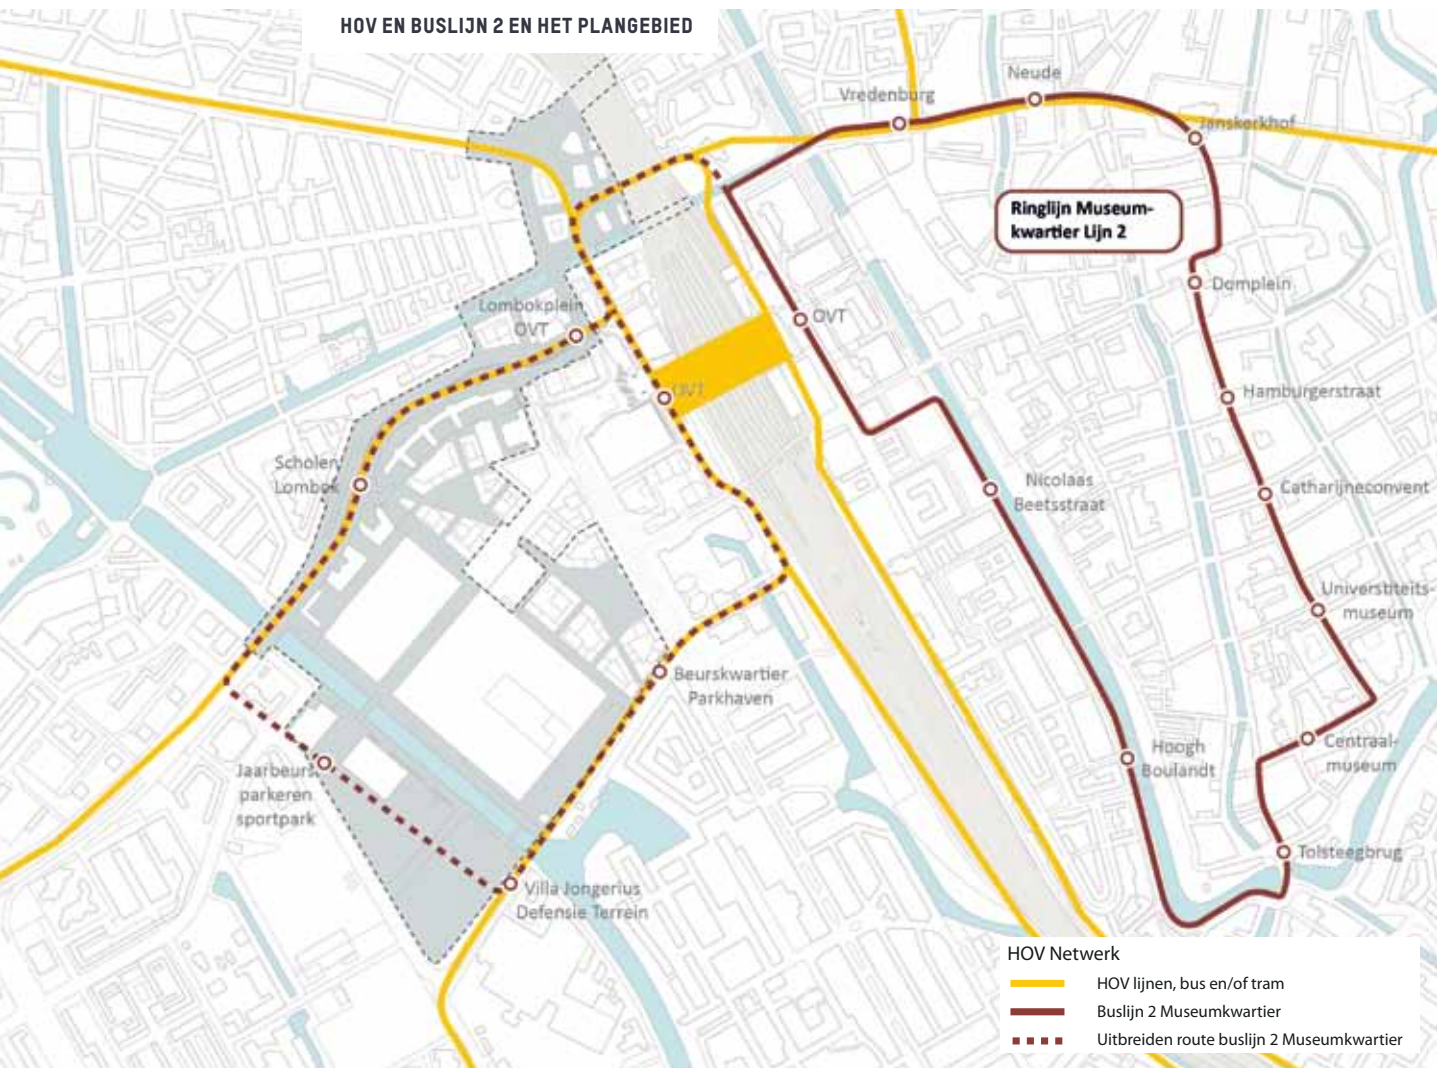 HOV EN BUSLIJN 2 EN HET PLANGEBIED
Neude
Vredenburg
Janskerkhof
Ringlijn Museum-
kwartier Lijn 2
Domplein
Lombokplein
OVT
OVT
OVT
Hamburgerstraat
Scholen
Lombok
Nicolaas
Beetsstraat
Catharijneconvent
Universtiteits-
museum
Beurskwartier
Parkhaven
Hoogh
Boulandt
Centraal-
museum
Jaarbeurs
parkeren
sportpark
Tolsteegbrug
Villa Jongerius
Defensie Terrein
HOV Netwerk
HOV lijnen, bus en/of tram
Buslijn 2 Museumkwartier
Uitbreiden route buslijn 2 Museumkwartier